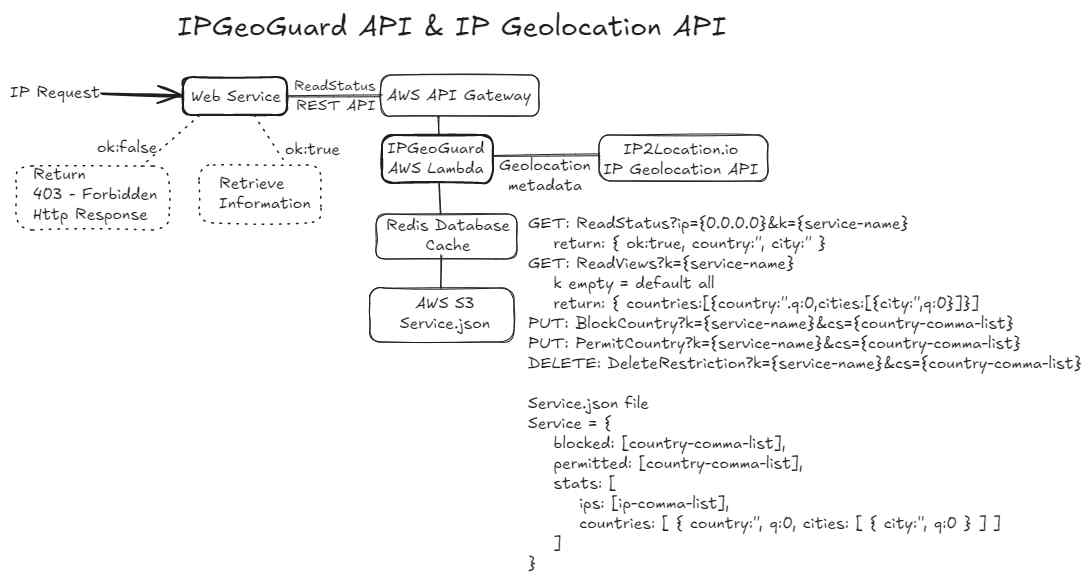 IPGeoGuard API & IP Geolocation API
IP Request
Web Service
ReadStatus
REST API
AWS API Gateway
ok:false
ok:true
Return
403 - Forbidden
Http Response
Retrieve
Information
IPGeoGuard
AWS Lambda
Geolocation
metadata
IP2Location.io
IP Geolocation API
Redis Database
Cache
AWS S3
Service.json
GET: ReadStatus?ip={0.0.0.0}&k={service-name}
return: { ok:true, country:'', city:'' }
GET: ReadViews?k={service-name}
k empty = default all
return: { countries:[{country:''.q:0,cities:[{city:'',q:0}]}]
PUT: BlockCountry?k={service-name}&cs={country-comma-list}
PUT: PermitCountry?k={service-name}&cs={country-comma-list}
DELETE: DeleteRestriction?k={service-name}&cs={country-comma-list}
Service.json file
Service = {
blocked: [country-comma-list],
permitted: [country-comma-list],
stats: [
ips: [ip-comma-list],
countries: [ { country:'', q:0, cities: [ { city:'', q:0 } ] ]
]
}